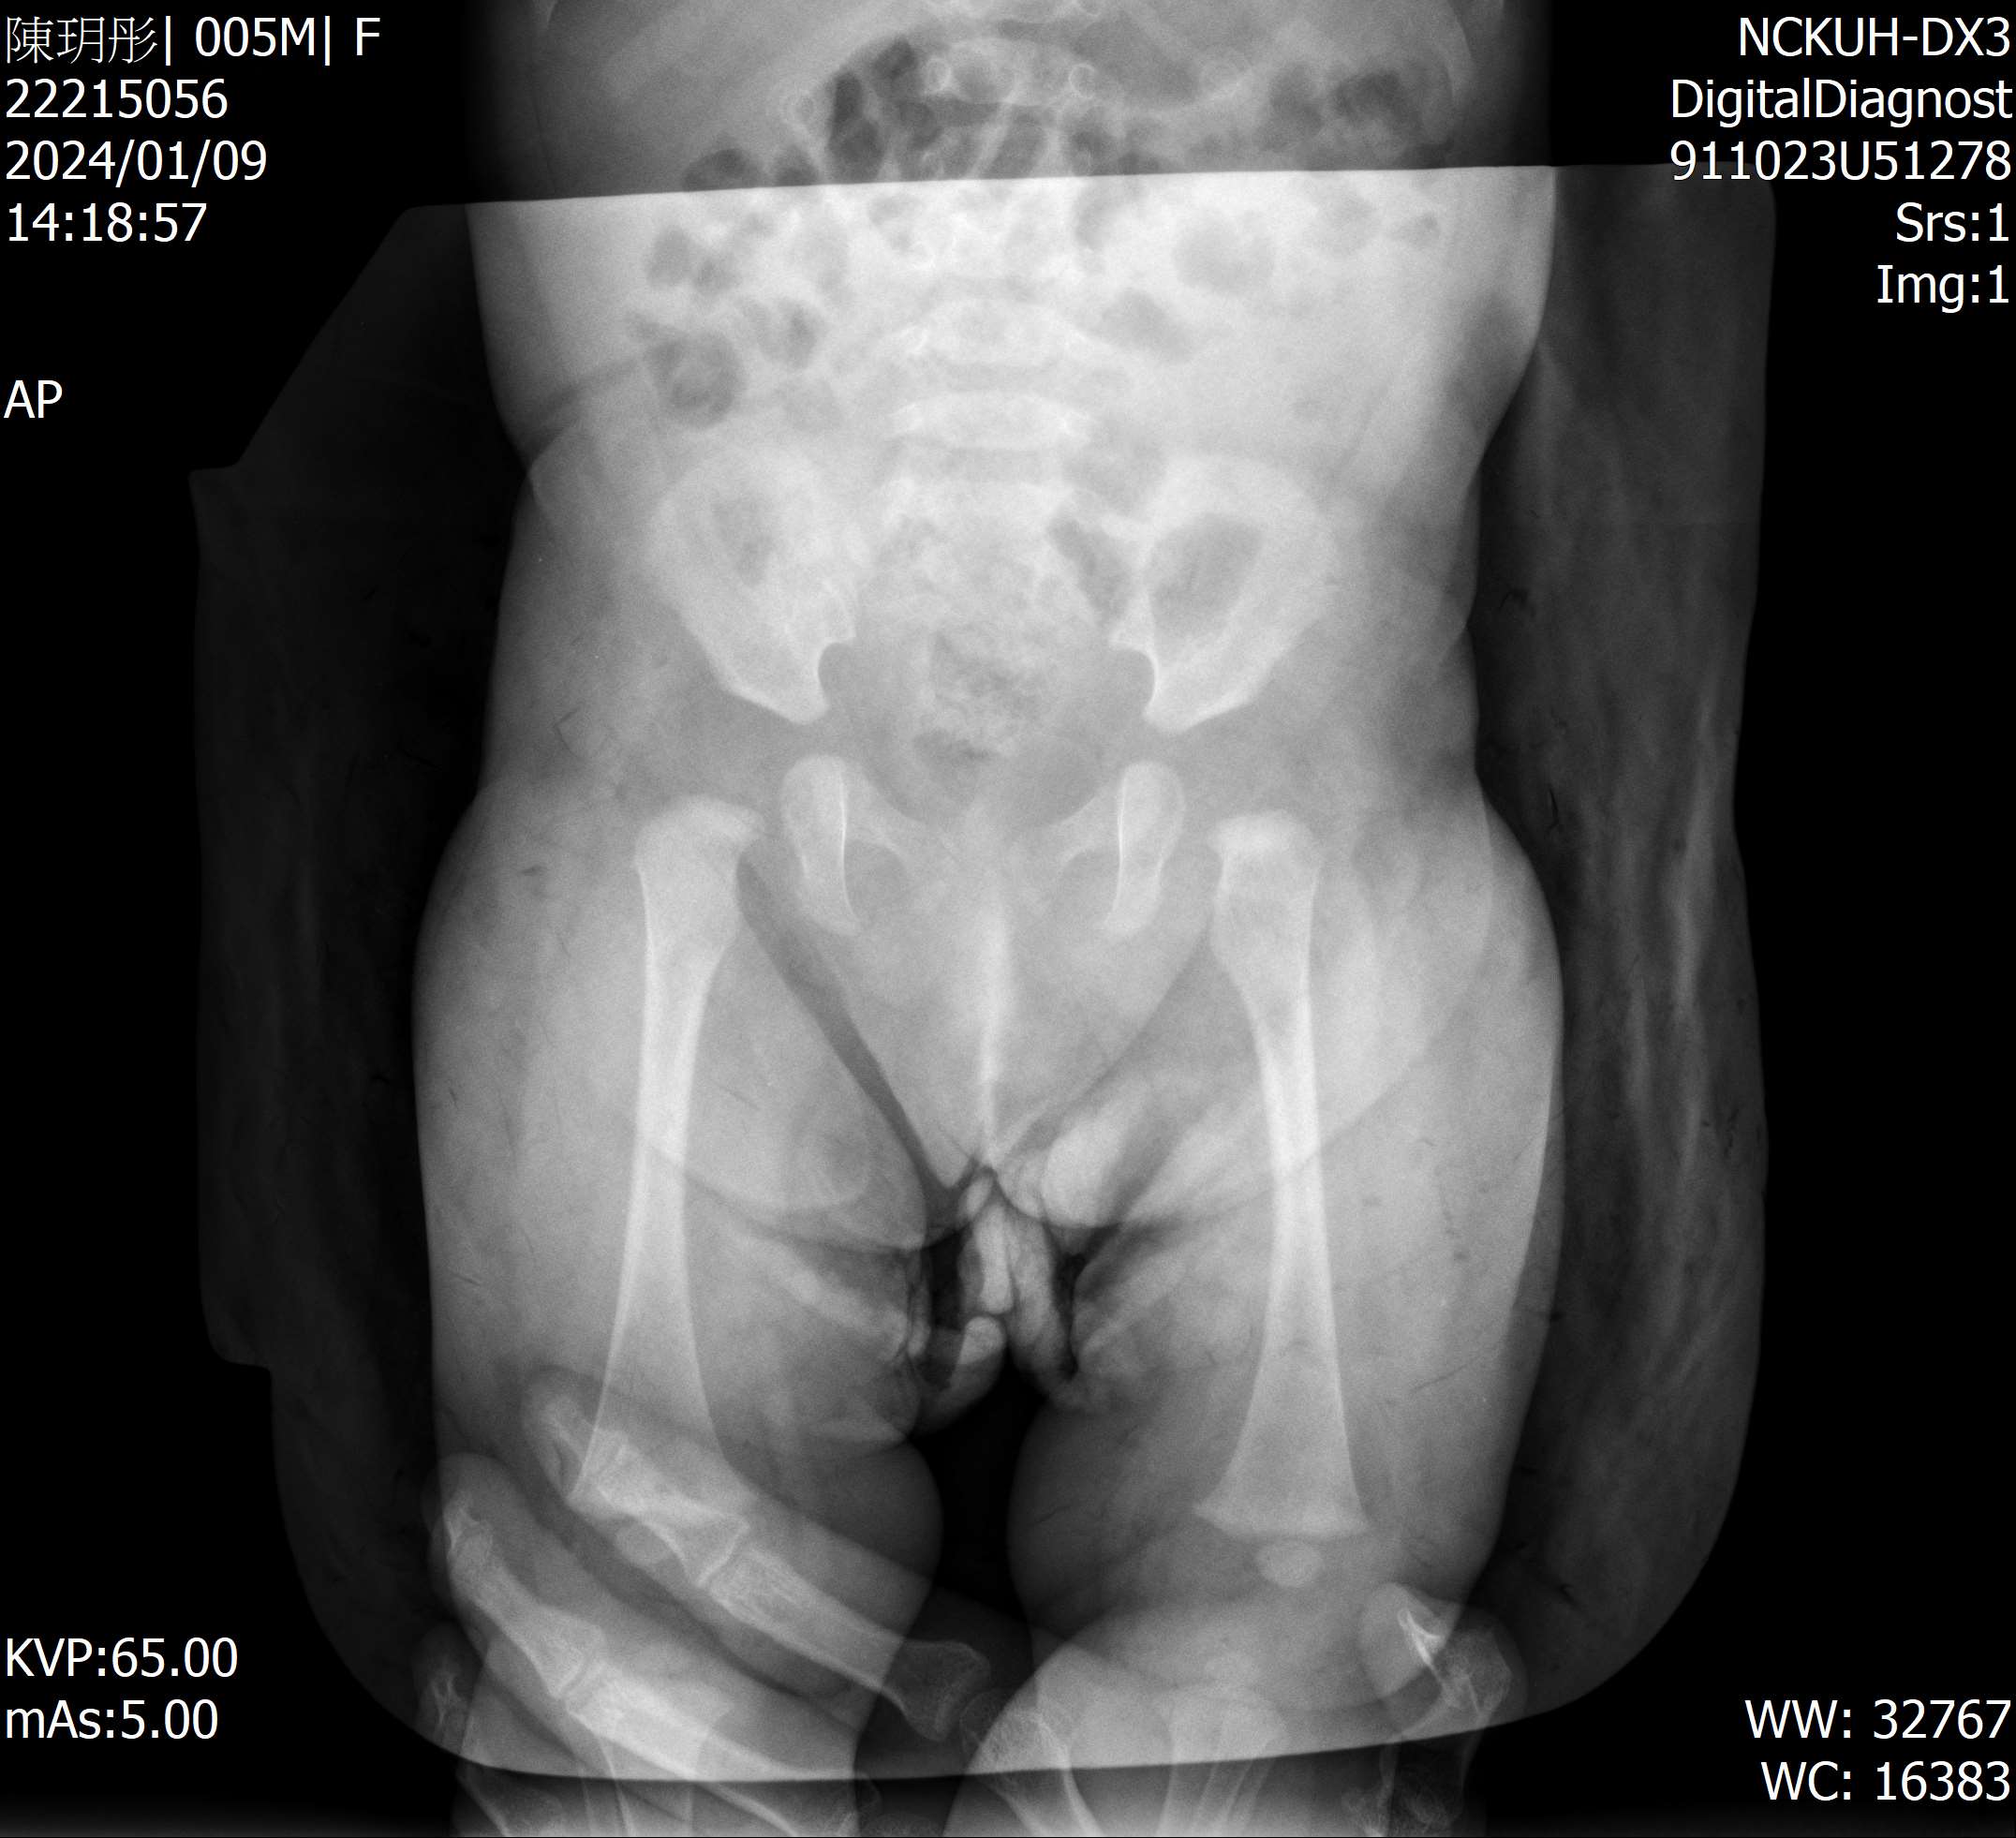 陳玥彤| 005M| F
22215056
2024/01/09
14:18:57
AP
NCKUH-DX3
DigitalDiagnost
911023U51278
Srs:1
Img:1
KVP:65.00
mAs:5.00
WW: 32767
WC: 16383